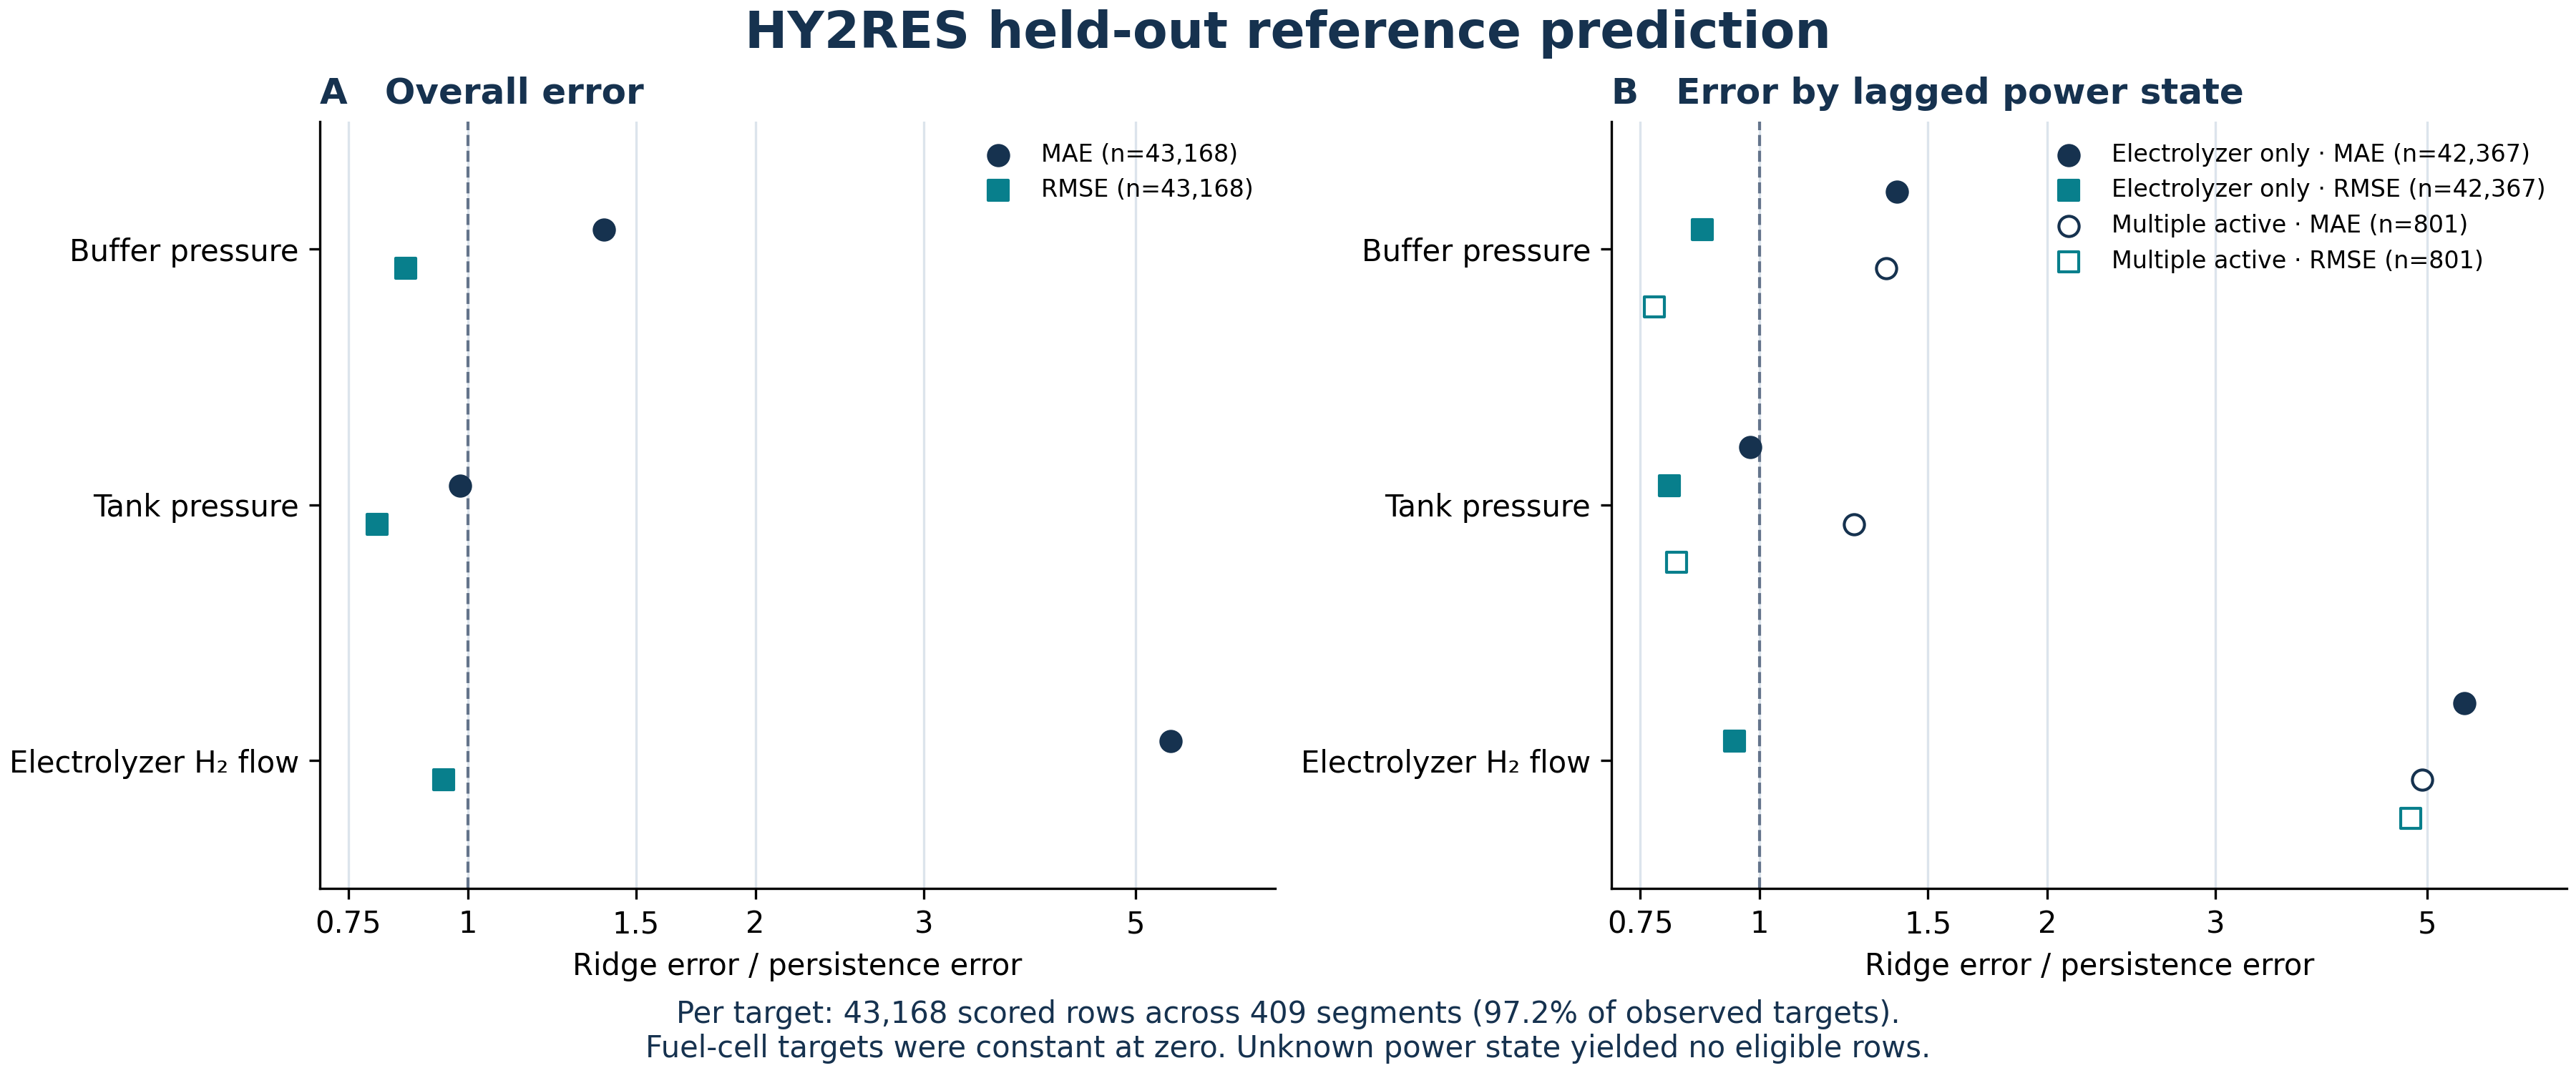 HY2RES held-out reference prediction
A Overall error
MAE (n=43,168)
RMSE (n=43,168)
Buffer pressure
Tank pressure
Electrolyzer H₂ flow
0.75 1 1.5 2 3 5
Ridge error / persistence error
B Error by lagged power state
Electrolyzer only · MAE (n=42,367)
Electrolyzer only · RMSE (n=42,367)
Multiple active · MAE (n=801)
Multiple active · RMSE (n=801)
Buffer pressure
Tank pressure
Electrolyzer H₂ flow
0.75 1 1.5 2 3 5
Ridge error / persistence error
Per target: 43,168 scored rows across 409 segments (97.2% of observed targets).
Fuel-cell targets were constant at zero. Unknown power state yielded no eligible rows.